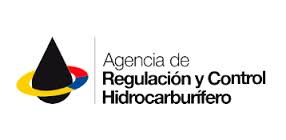 Agencia de
Regulación y Control
Hidrocarburífero